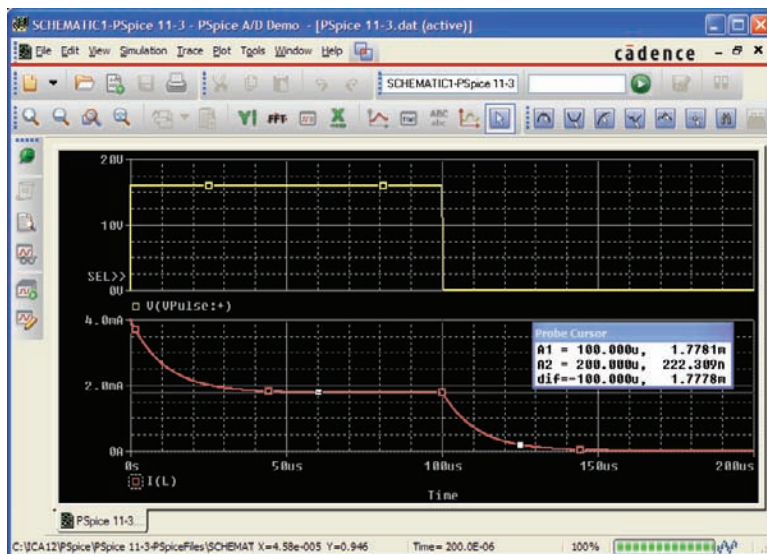 SCHEMATIC1-PSpice 11-3 - PSpice A/D Demo - [PSpice 11-3.dat (active)]
File Edit View Simulation Trace Plot Tools Window Help
cādence
SCHEMATIC1-PSpice 11-3
FFT
ABC
abc
20V
10V
SEL>>
0V
V(VPulse:+)
4.0mA
Probe Cursor
A1 = 100.000u, 1.7781m
A2 = 200.000u, 222.309n
dif=-100.000u, 1.7778m
2.0mA
0A
0s 50us 100us 150us 200us
I(L)
Time
PSpice 11-3...
C:\ICA12\PSpice\PSpice 11-3-PSpiceFiles\SCHEMAT X=4.58e-005 Y=0.946 Time= 200.0E-06 100%